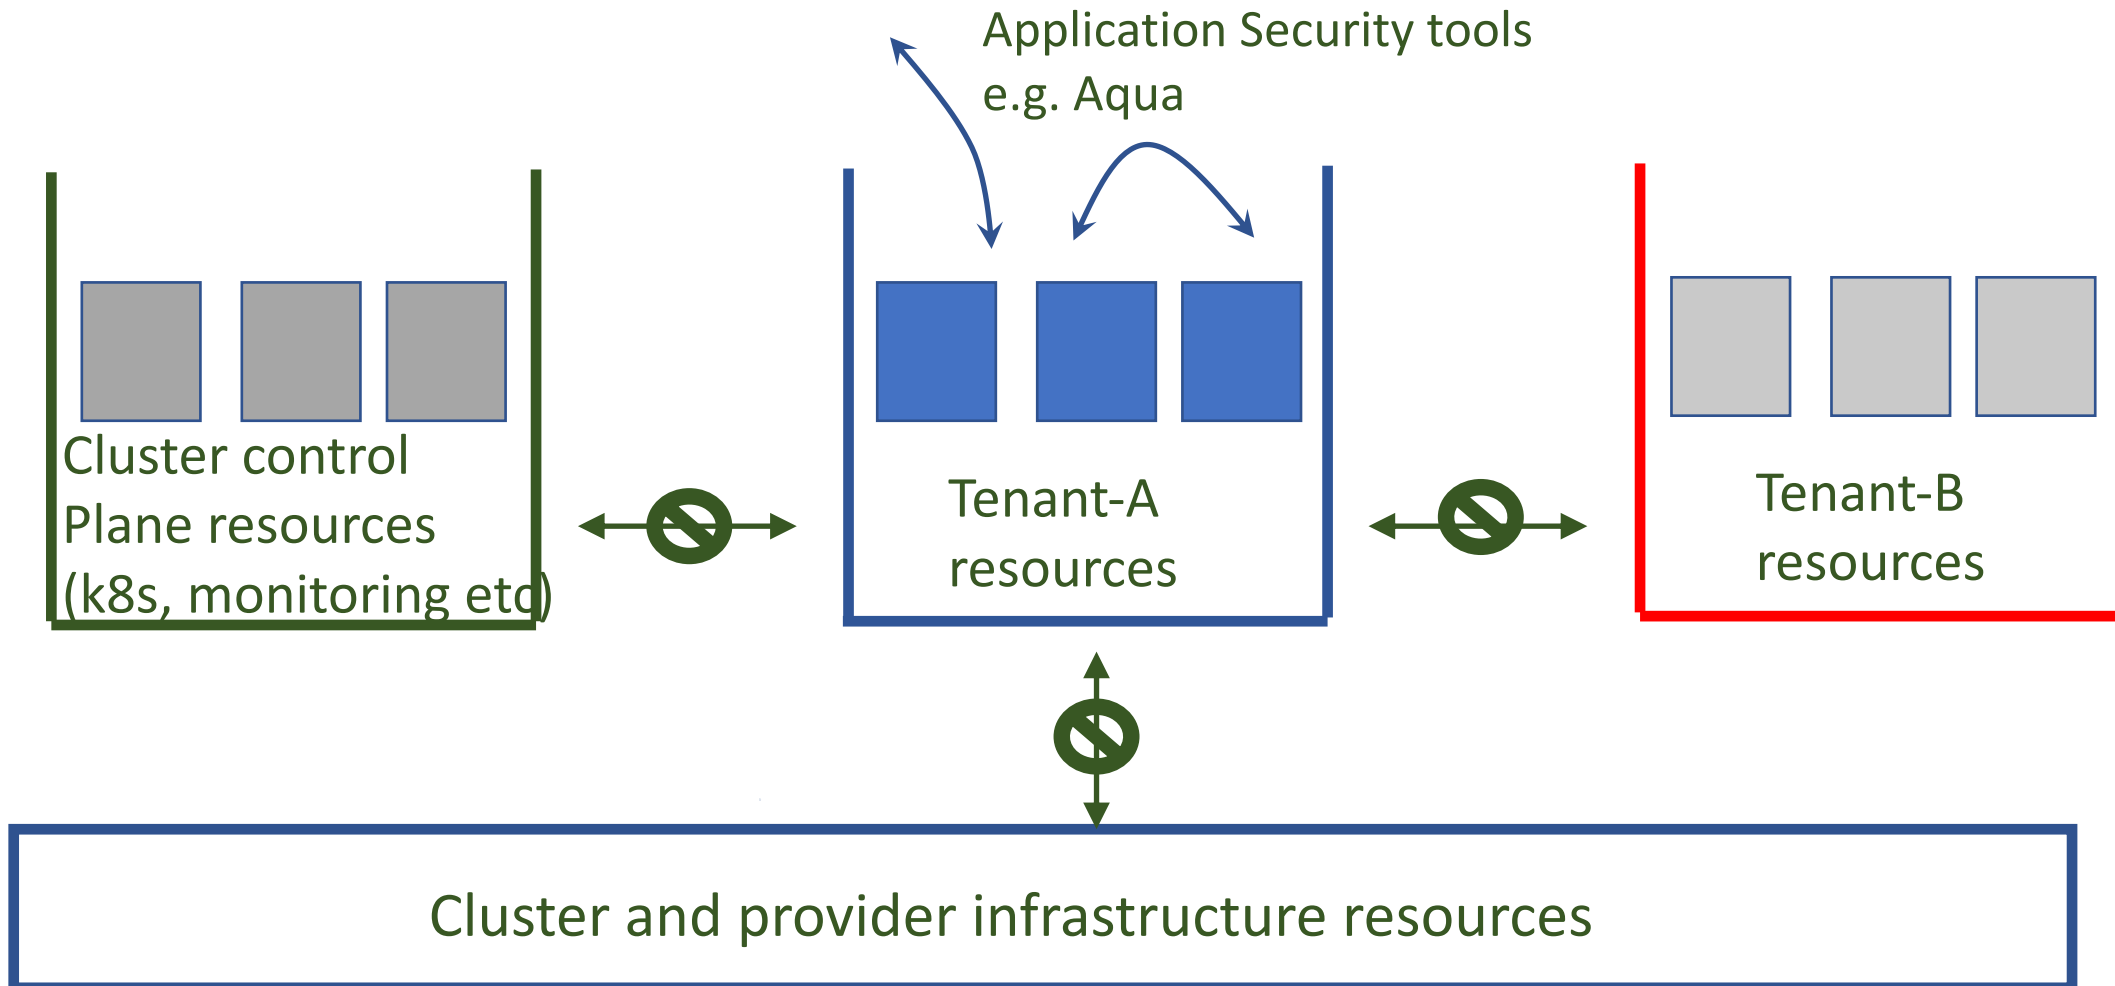 Application Security tools
e.g. Aqua
Cluster control
Plane resources
(k8s, monitoring etc)
Tenant-A
resources
Tenant-B
resources
Cluster and provider infrastructure resources